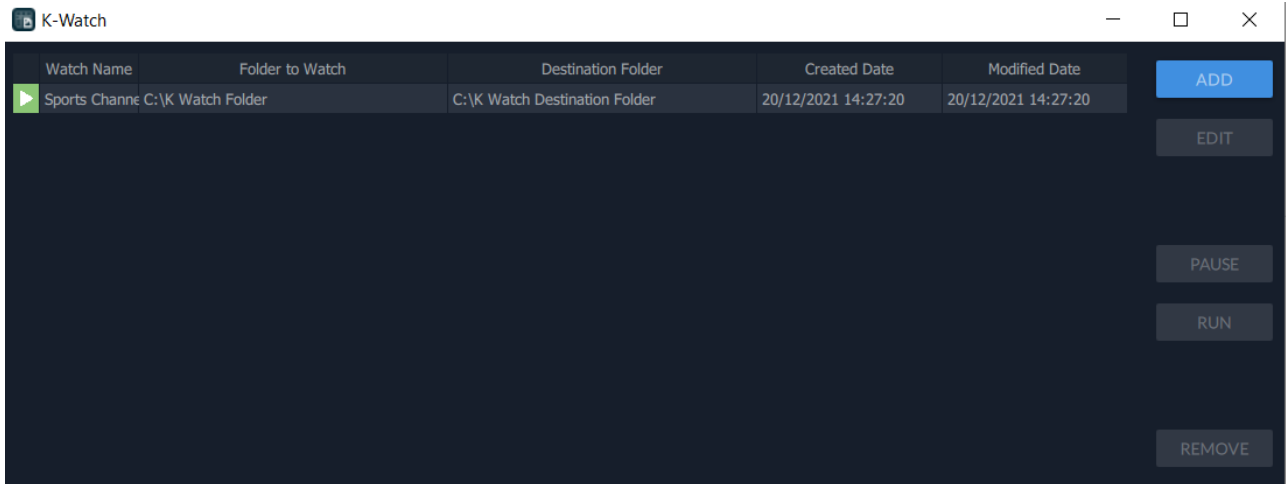 K-Watch
Watch Name Folder to Watch Destination Folder Created Date Modified Date
Sports Channe C:\K Watch Folder C:\K Watch Destination Folder 20/12/2021 14:27:20 20/12/2021 14:27:20
ADD
EDIT
PAUSE
RUN
REMOVE